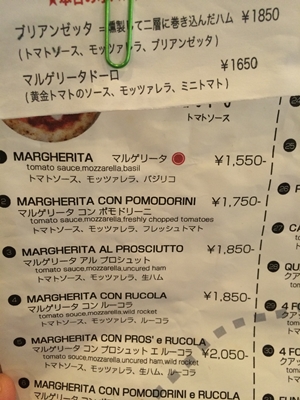 ブリアンゼッタ =燻製して二層に巻き込んだハム ¥1850
(トマトソース、モッツァレラ、ブリアンゼッタ)
マルゲリータドーロ ¥1650
(黄金トマトのソース、モッツァレラ、ミニトマト)
トマトソース
MARGHERITA マルゲリータ ¥1,550-
tomato sauce,mozzarella,basil
トマトソース、モッツァレラ、バジリコ
2 MARGHERITA CON POMODORINI ¥1,750-
マルゲリータ コン ポモドリーニ
tomato sauce,mozzarella,freshly chopped tomatoes
トマトソース、モッツァレラ、フレッシュトマト
3 MARGHERITA AL PROSCIUTTO ¥1,850-
マルゲリータ アル プロシュット
tomato sauce,mozzarella,uncured ham
トマトソース、モッツァレラ、生ハム
4 MARGHERITA CON RUCOLA ¥1,850-
マルゲリータ コン ルーコラ
tomato sauce,mozzarella,wild rocket
トマトソース、モッツァレラ、ルーコラ
MARGHERITA CON PROS' e RUCOLA
マルゲリータ コン プロシュット エ ルーコラ ¥2,050-
tomato souce,mozzarella,uncured ham,wild rocket
トマトソース、モッツァレラ、生ハム、ルーコラ
MARGHERITA CON POMODORINI e RUCOLA